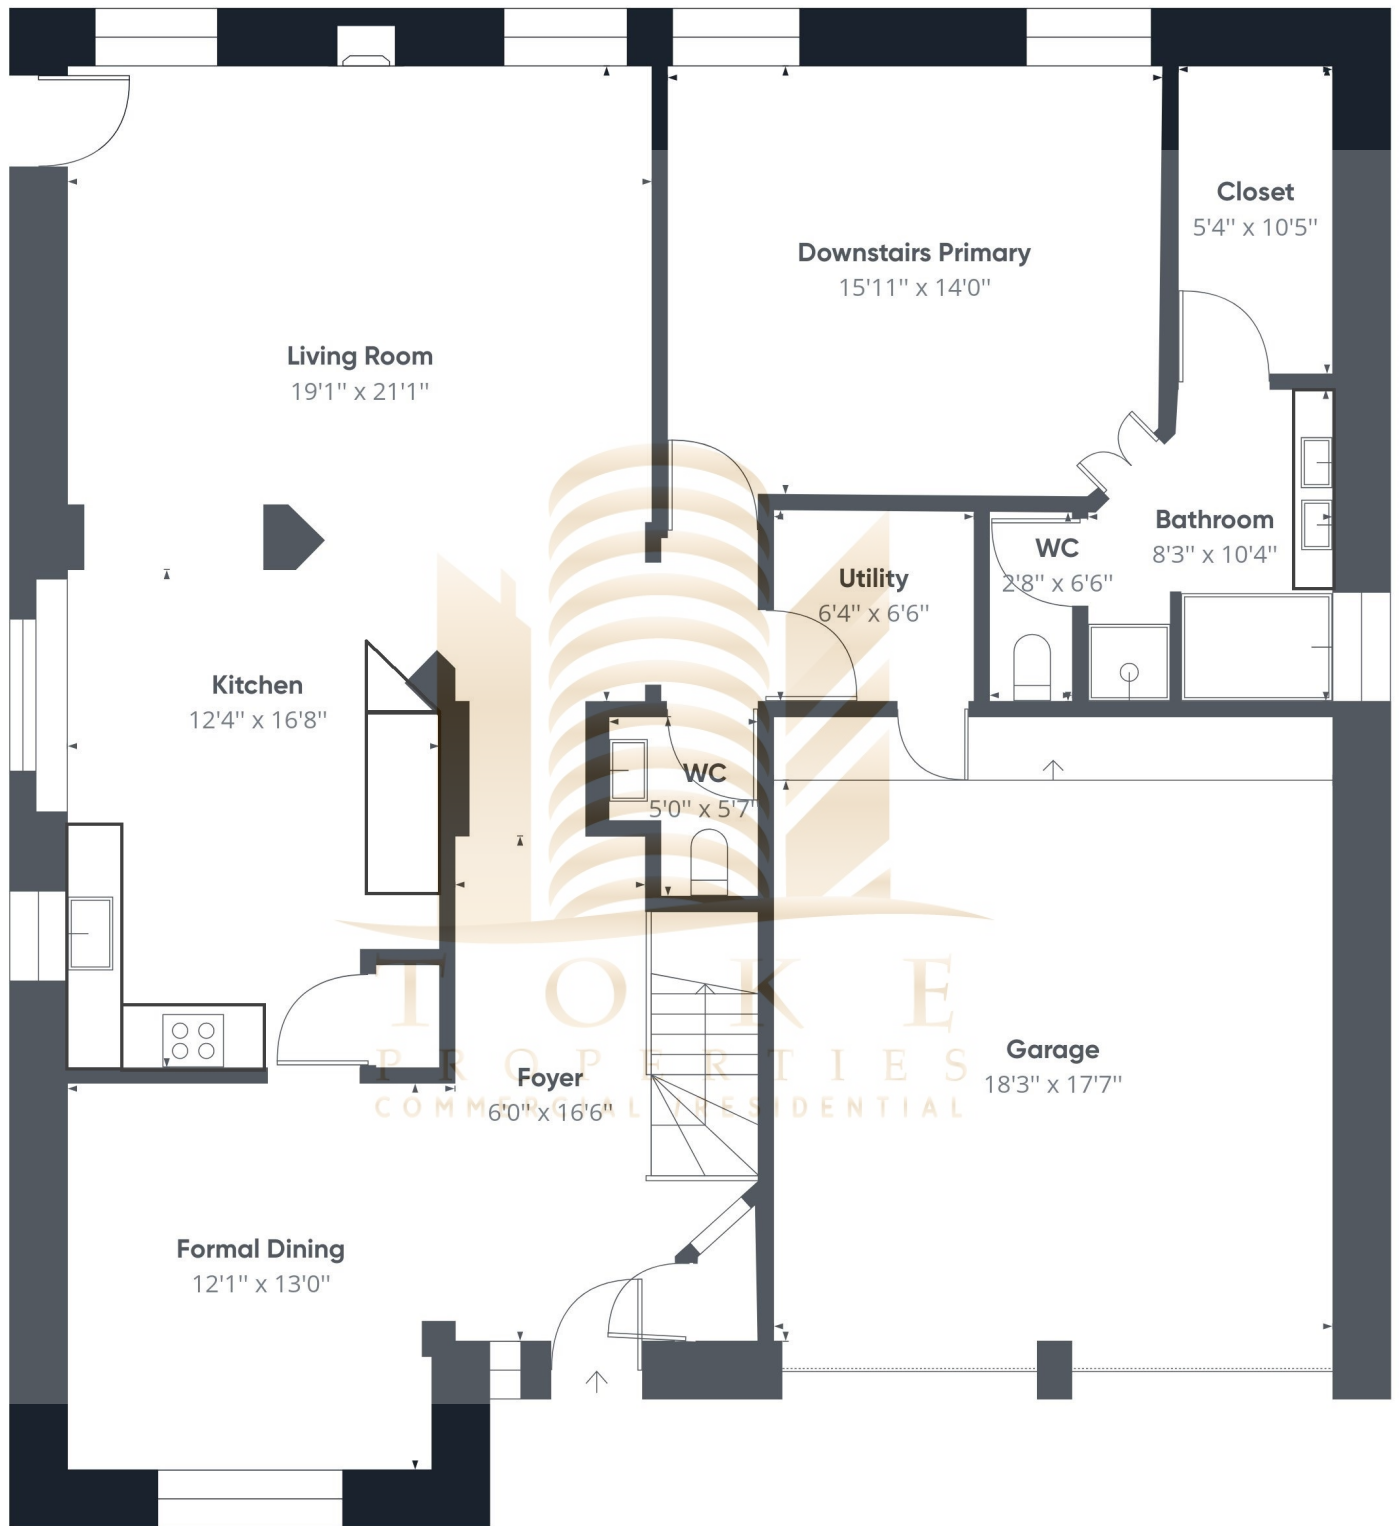 Closet
5'4'' x 10'5''
Downstairs Primary
15'11'' x 14'0''
Living Room
19'1'' x 21'1''
Bathroom
8'3'' x 10'4''
WC
2'8'' x 6'6''
Utility
6'4'' x 6'6''
Kitchen
12'4'' x 16'8''
WC
5'0'' x 5'7''
TOKE
PROPERTIES
COMMERCIAL / RESIDENTIAL
Garage
18'3'' x 17'7''
Foyer
6'0'' x 16'6''
Formal Dining
12'1'' x 13'0''